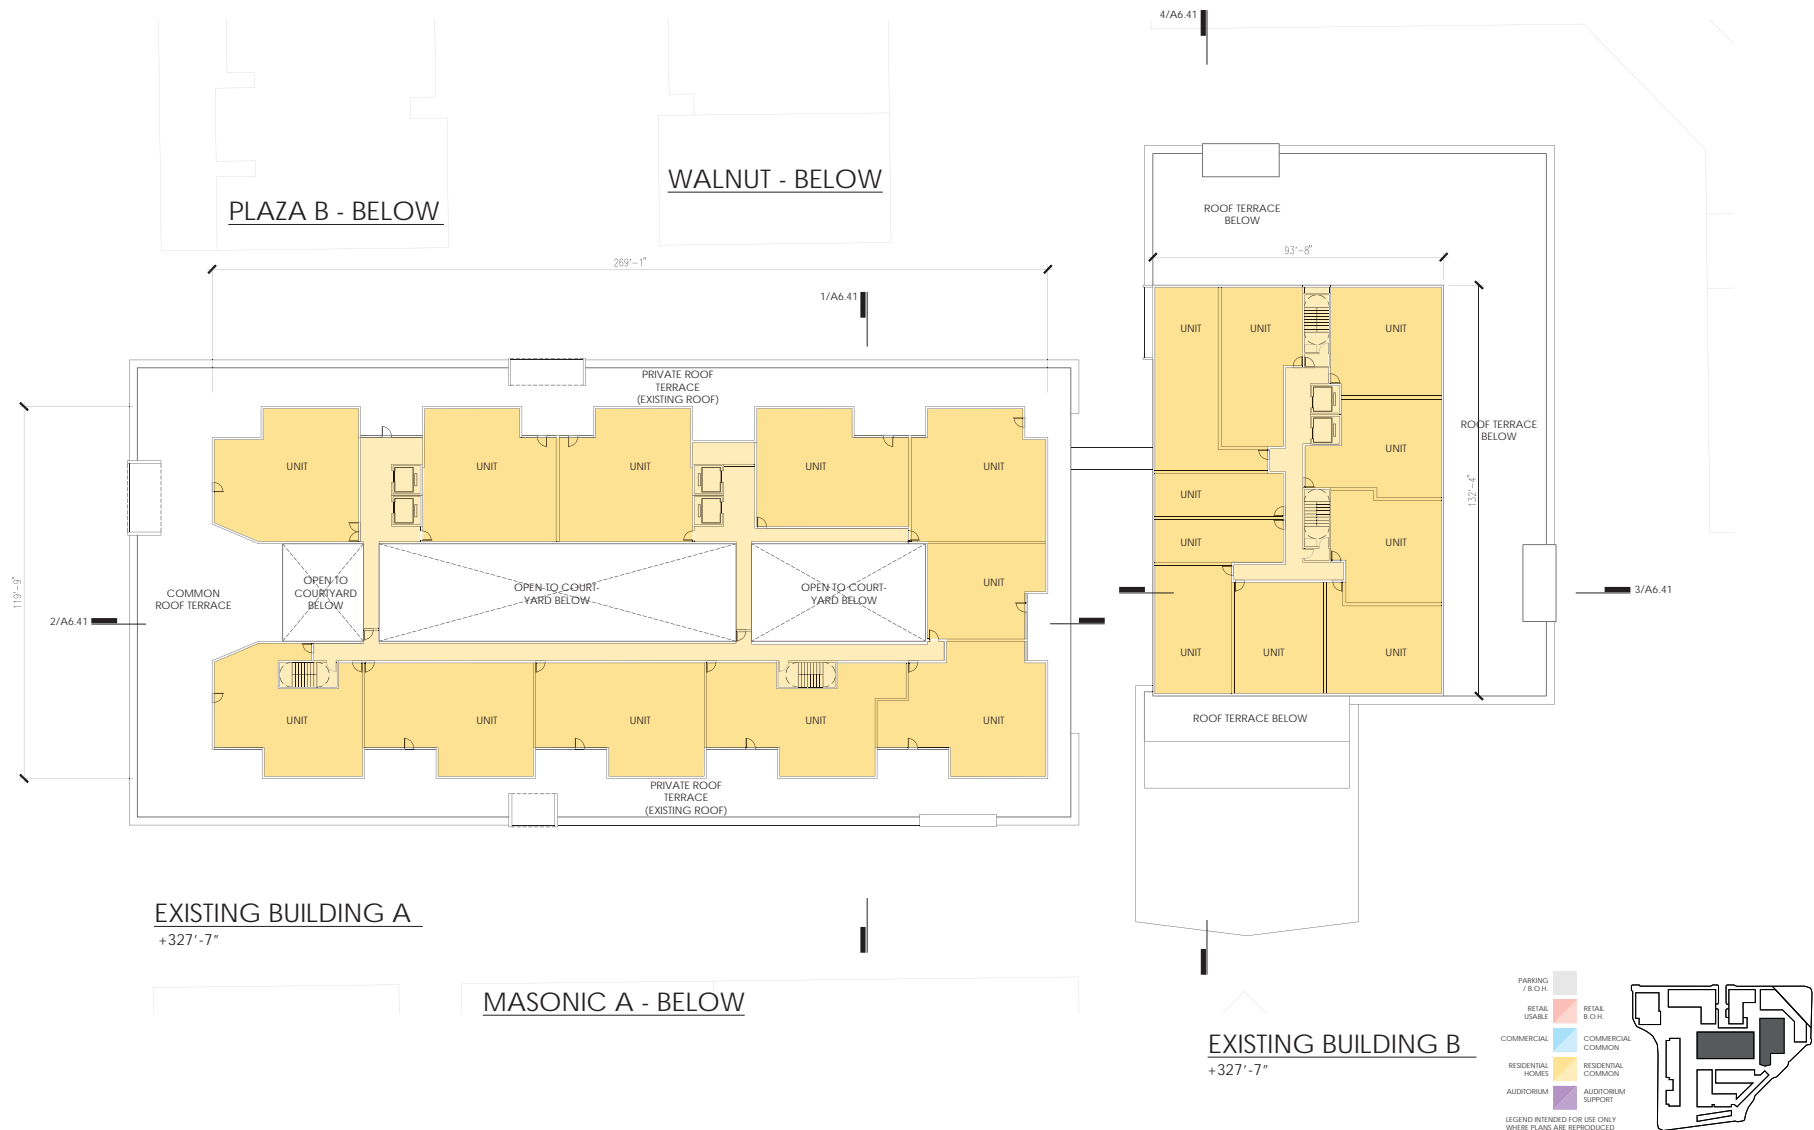 4/A6.41
WALNUT - BELOW
PLAZA B - BELOW
ROOF TERRACE
BELOW
93'-8"
269'-1"
1/A6.41
UNIT
UNIT
UNIT
PRIVATE ROOF
TERRACE
(EXISTING ROOF)
ROOF TERRACE
BELOW
UNIT
UNIT
UNIT
UNIT
UNIT
UNIT
132'-4"
UNIT
UNIT
UNIT
119'-9"
COMMON
ROOF TERRACE
OPEN TO
COURTYARD
BELOW
OPEN TO COURT-
YARD BELOW
OPEN TO COURT-
YARD BELOW
UNIT
3/A6.41
2/A6.41
UNIT
UNIT
UNIT
UNIT
UNIT
UNIT
UNIT
UNIT
ROOF TERRACE BELOW
PRIVATE ROOF
TERRACE
(EXISTING ROOF)
EXISTING BUILDING A
+327'-7"
MASONIC A - BELOW
EXISTING BUILDING B
+327'-7"
PARKING
/ B.O.H.
RETAIL
USABLE
RETAIL
B.O.H.
COMMERCIAL
COMMERCIAL
COMMON
RESIDENTIAL
HOMES
RESIDENTIAL
COMMON
AUDITORIUM
AUDITORIUM
SUPPORT
LEGEND INTENDED FOR USE ONLY
WHERE PLANS ARE REPRODUCED